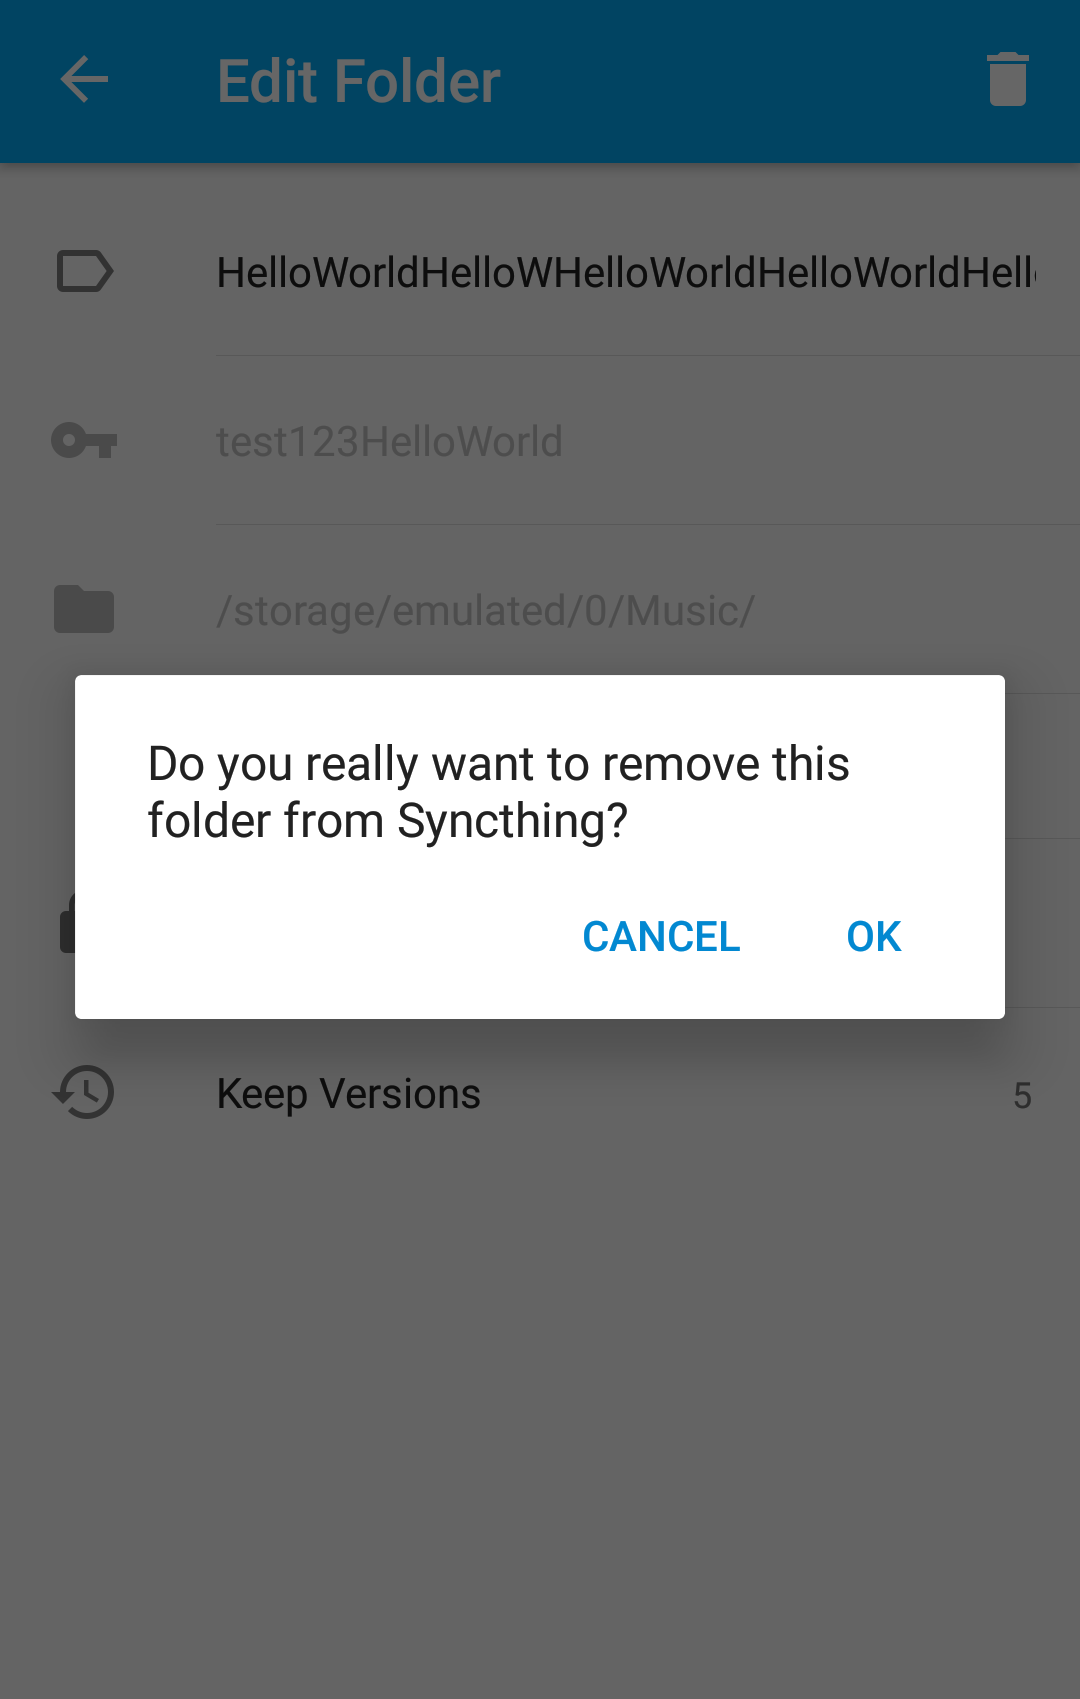 Edit Folder
HelloWorldHelloWHelloWorldHelloWorldHell
test123HelloWorld
/storage/emulated/0/Music/
Do you really want to remove this
folder from Syncthing?
CANCEL OK
Keep Versions 5